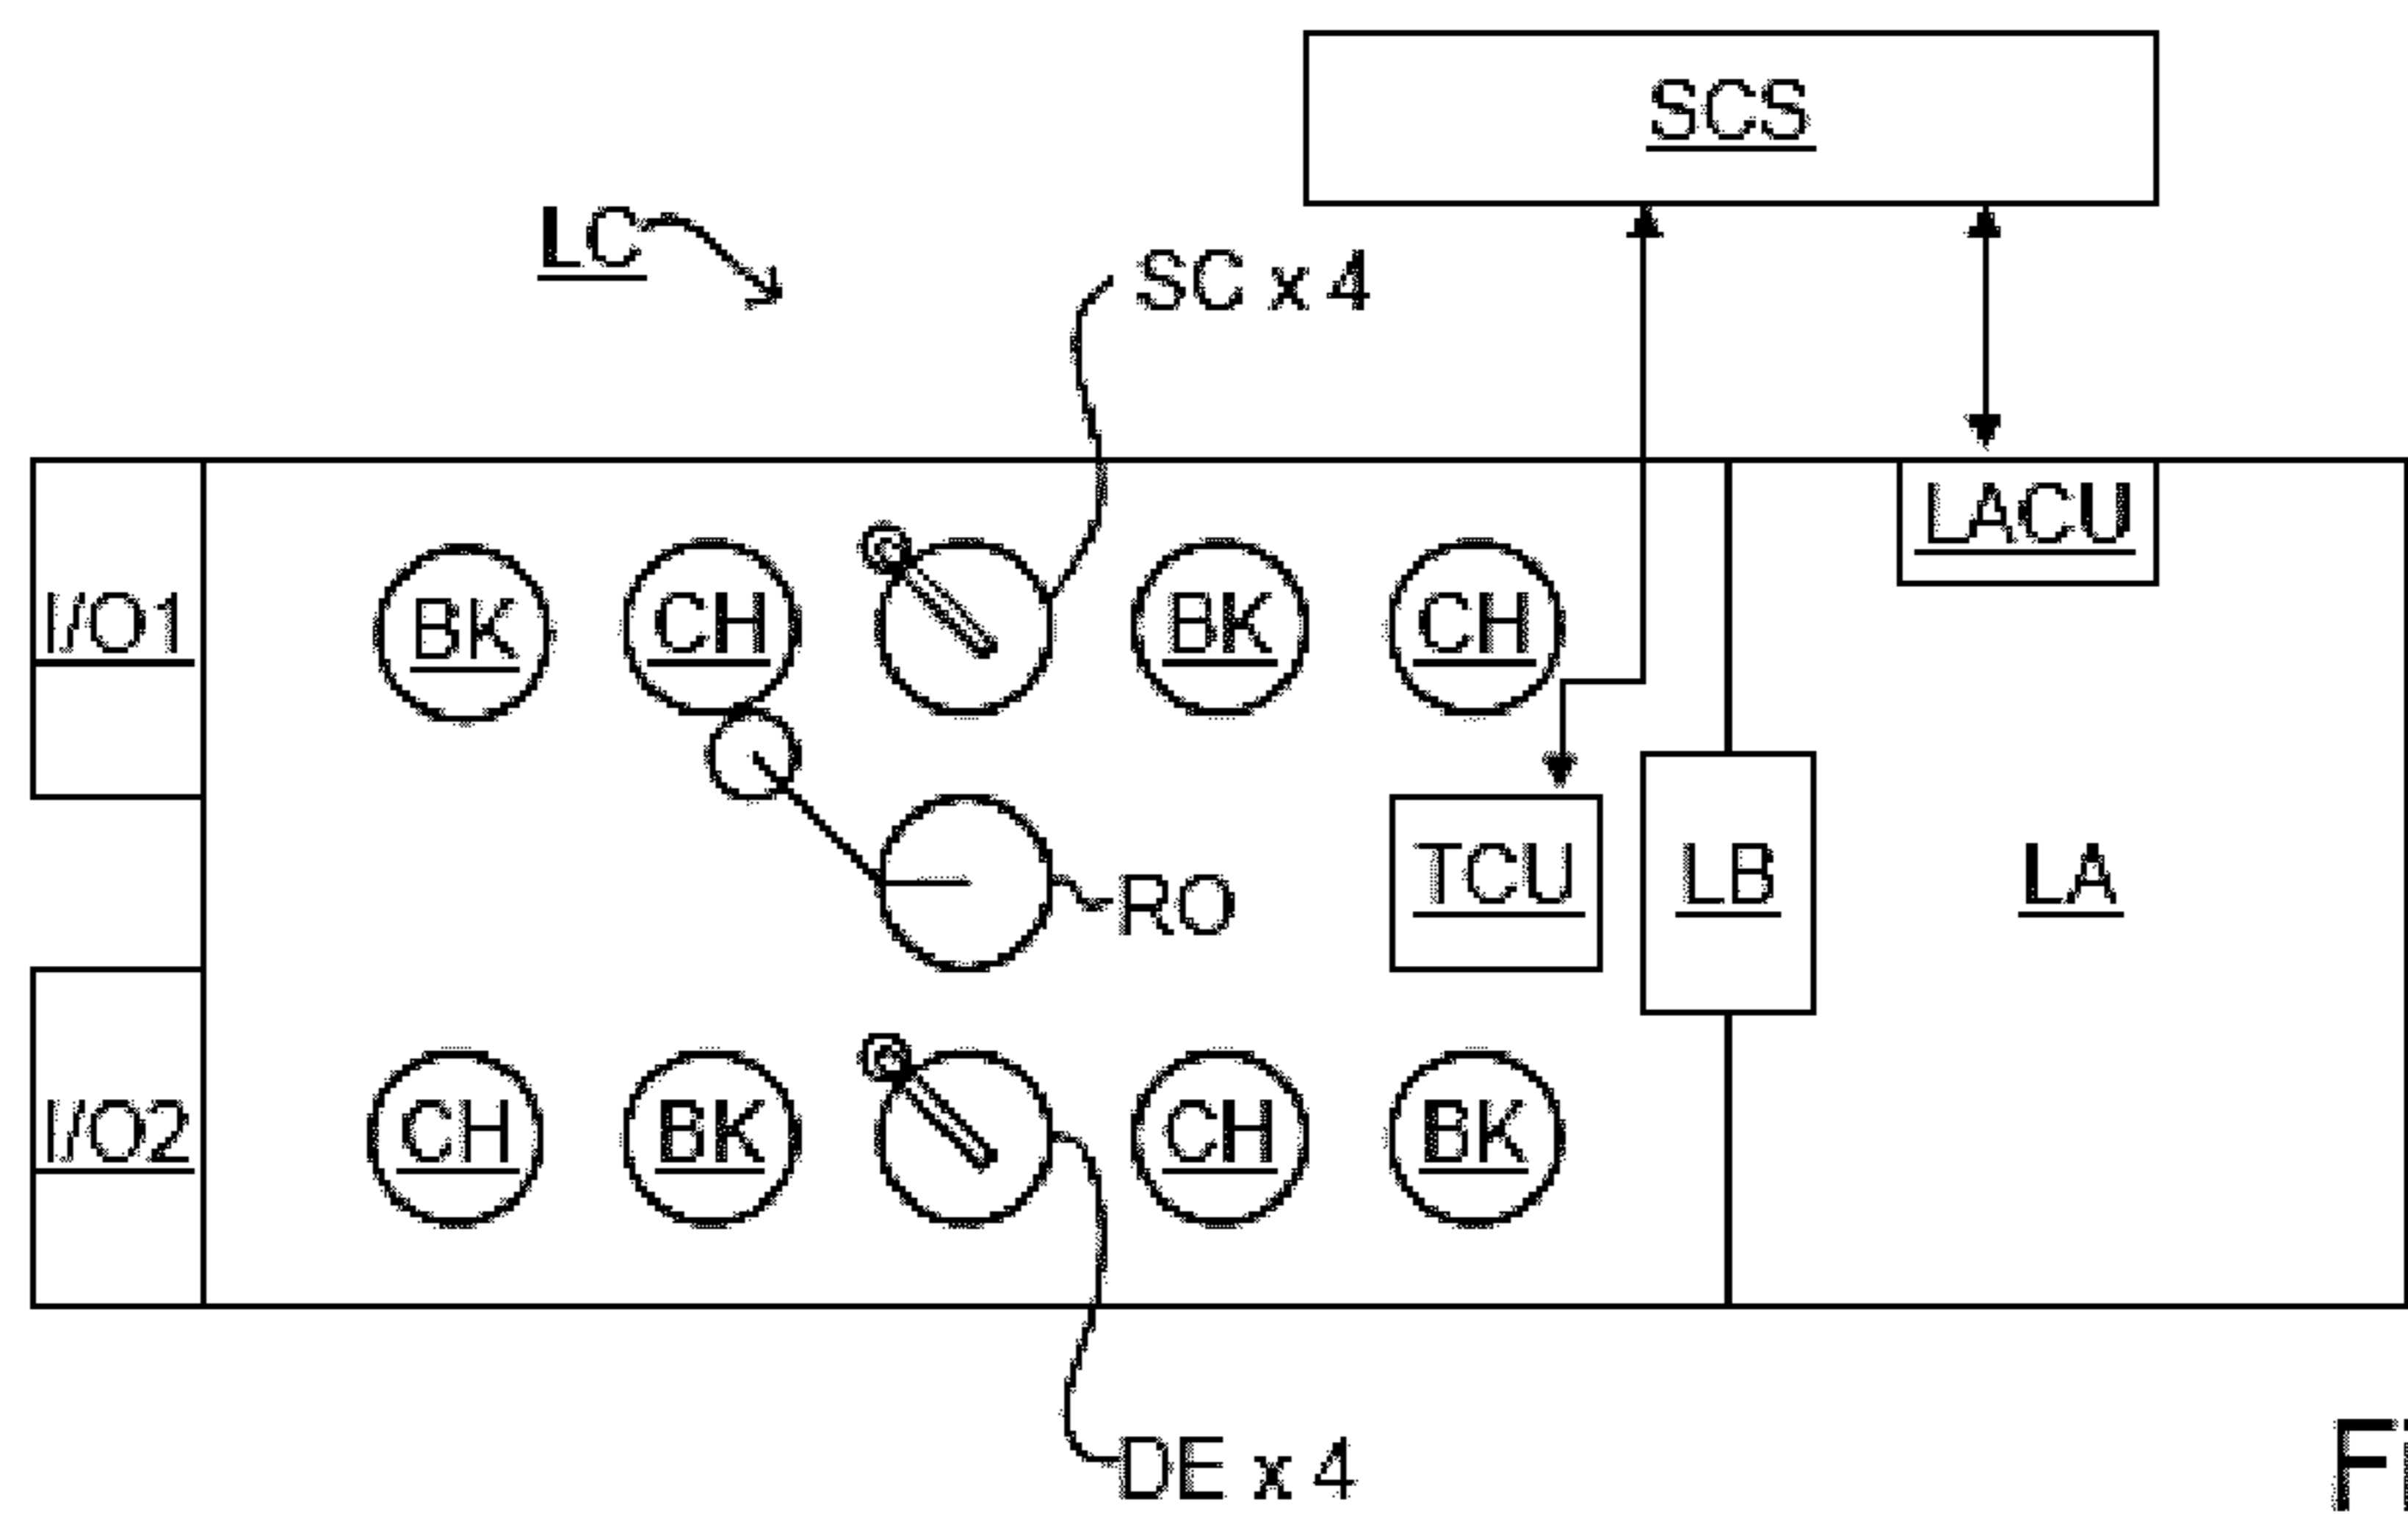 SCS
LC
SC x 4
LACU
I/O1
BK
CH
BK
CH
TCU
LB
LA
RO
I/O2
CH
BK
CH
BK
DE x 4